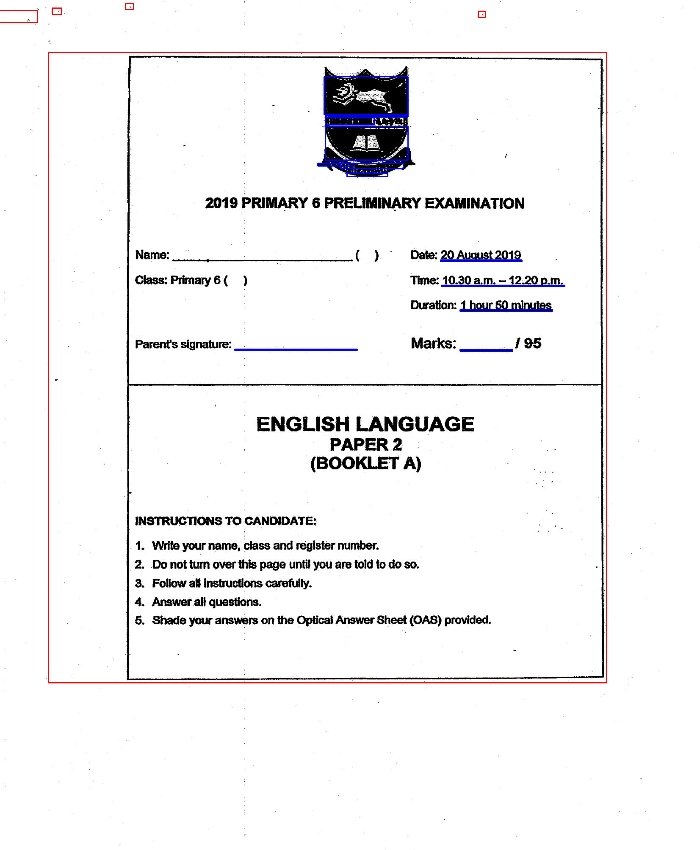 2019 PRIMARY 6 PRELIMINARY EXAMINATION
Name: ( ) Date: 20 August 2019
Class: Primary 6 ( ) Time: 10.30 a.m. – 12.20 p.m.
Duration: 1 hour 50 minutes
Parent's signature: Marks: / 95
ENGLISH LANGUAGE
PAPER 2
(BOOKLET A)
INSTRUCTIONS TO CANDIDATE:
1. Write your name, class and register number.
2. Do not turn over this page until you are told to do so.
3. Follow all instructions carefully.
4. Answer all questions.
5. Shade your answers on the Optical Answer Sheet (OAS) provided.